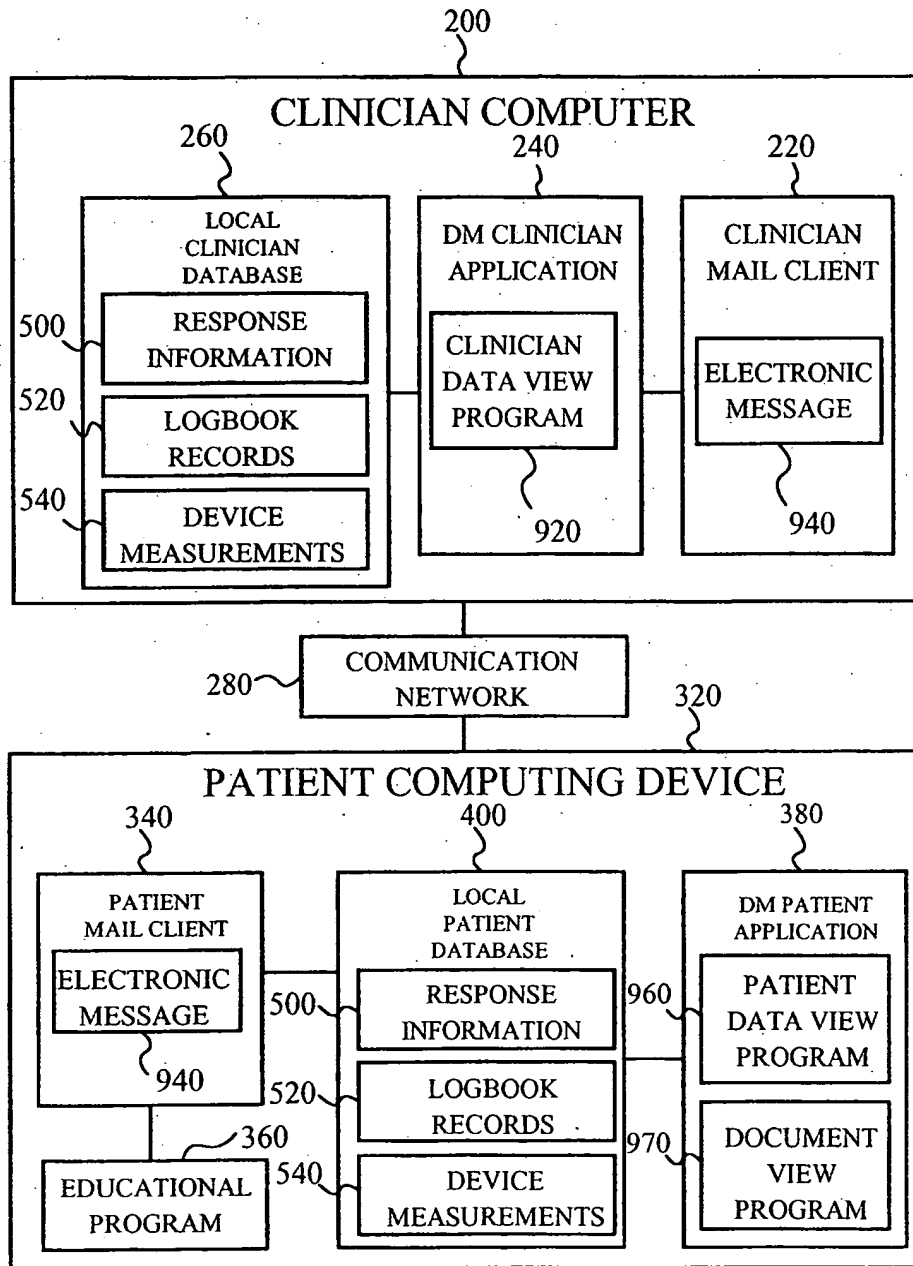 200
CLINICIAN COMPUTER
260
240
220
LOCAL
CLINICIAN
DATABASE
500
RESPONSE
INFORMATION
520
LOGBOOK
RECORDS
540
DEVICE
MEASUREMENTS
DM CLINICIAN
APPLICATION
CLINICIAN
DATA VIEW
PROGRAM
920
CLINICIAN
MAIL CLIENT
ELECTRONIC
MESSAGE
940
COMMUNICATION
NETWORK
280
320
PATIENT COMPUTING DEVICE
340
400
380
PATIENT
MAIL CLIENT
ELECTRONIC
MESSAGE
940
360
EDUCATIONAL
PROGRAM
LOCAL
PATIENT
DATABASE
500
RESPONSE
INFORMATION
520
LOGBOOK
RECORDS
540
DEVICE
MEASUREMENTS
DM PATIENT
APPLICATION
960
PATIENT
DATA VIEW
PROGRAM
970
DOCUMENT
VIEW
PROGRAM